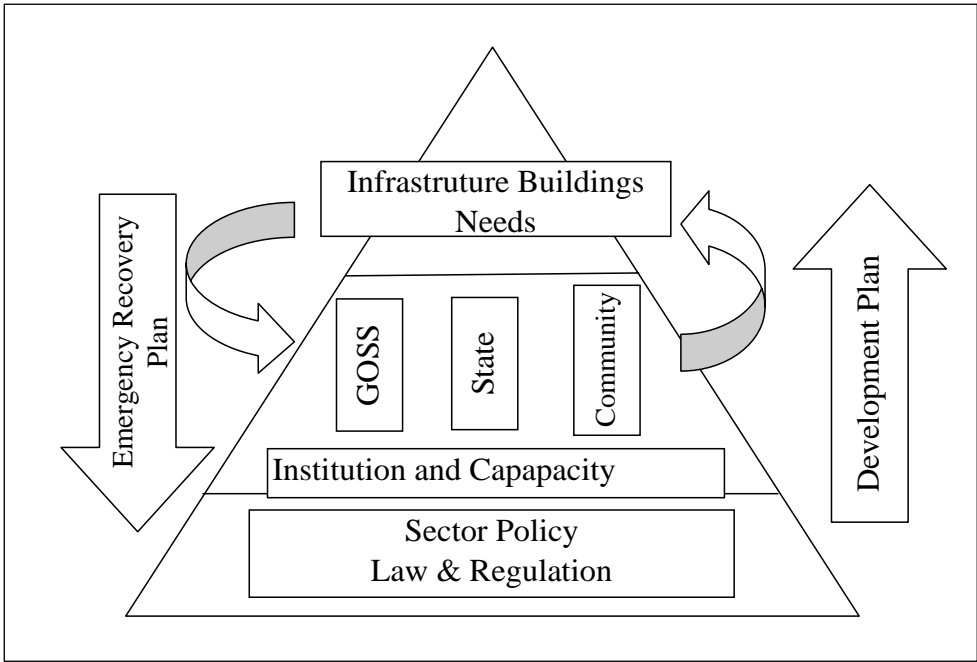 Infrastruture Buildings
Needs
Emergency Recovery
Plan
GOSS
State
Community
Development Plan
Institution and Capapacity
Sector Policy
Law & Regulation